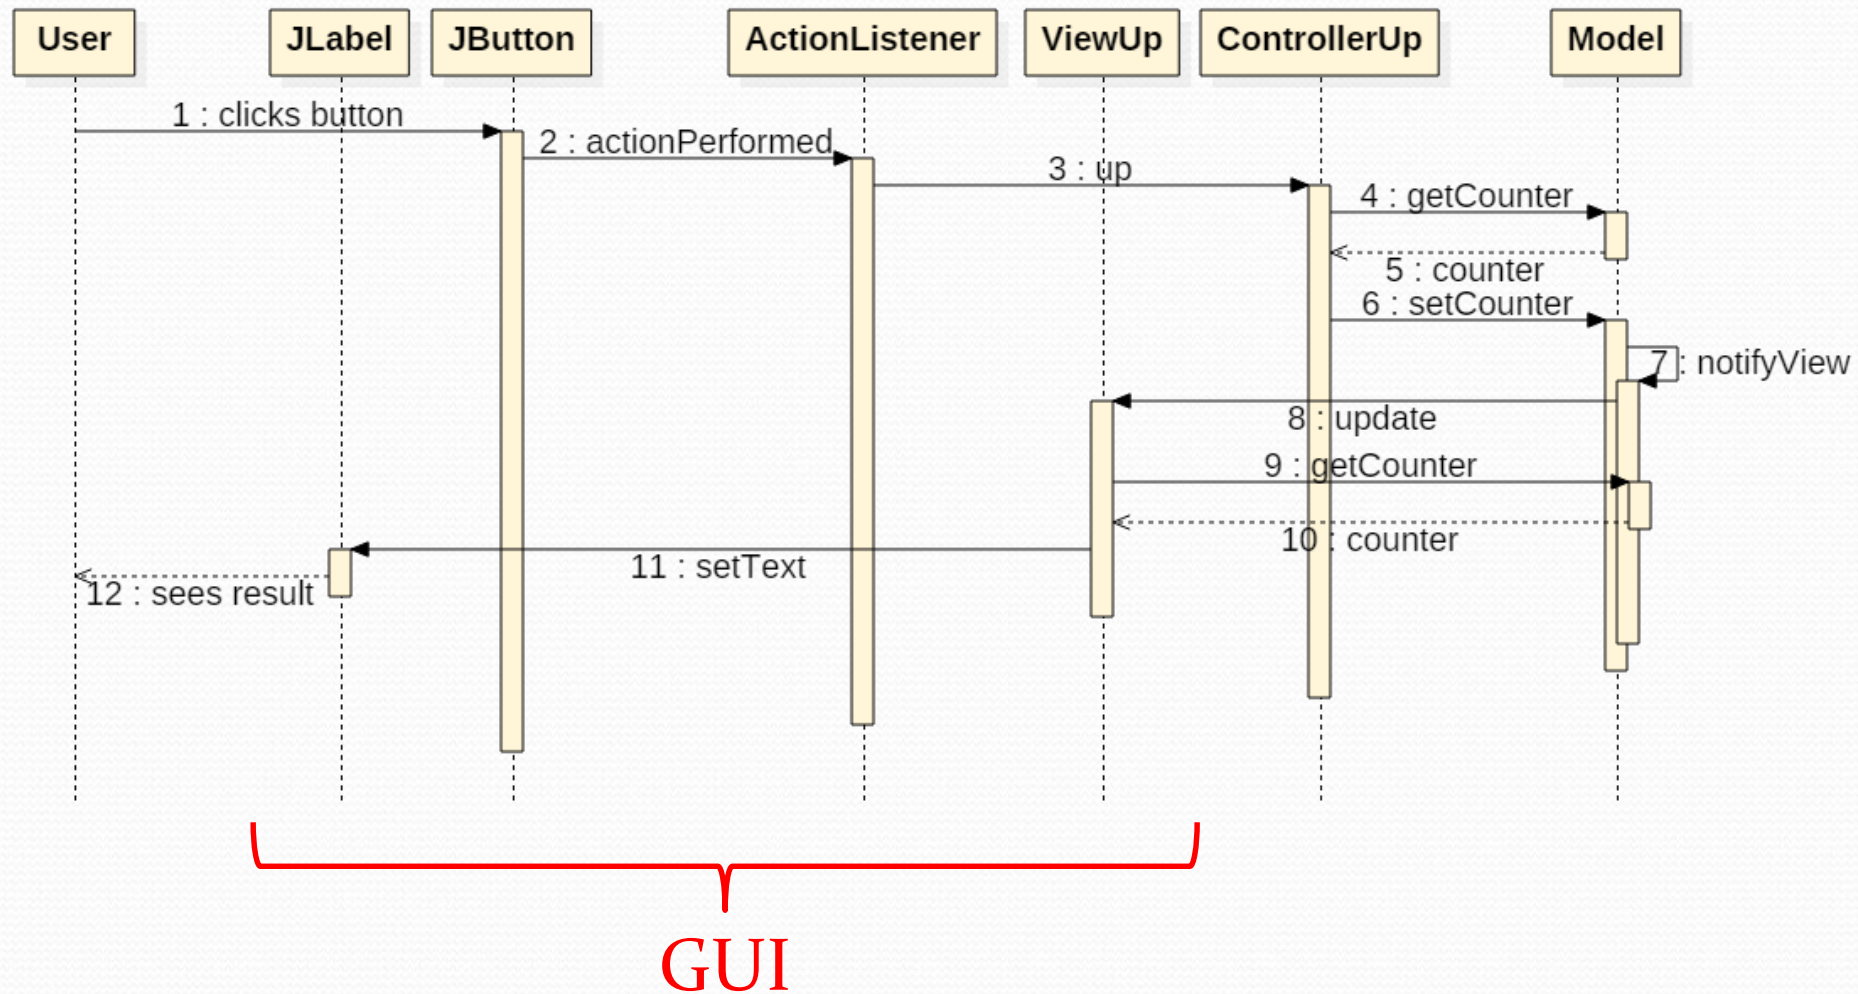 User
JLabel
JButton
ActionListener
ViewUp
ControllerUp
Model
1 : clicks button
2 : actionPerformed
3 : up
4 : getCounter
5 : counter
6 : setCounter
7 : notifyView
8 : update
9 : getCounter
10 : counter
11 : setText
12 : sees result
GUI